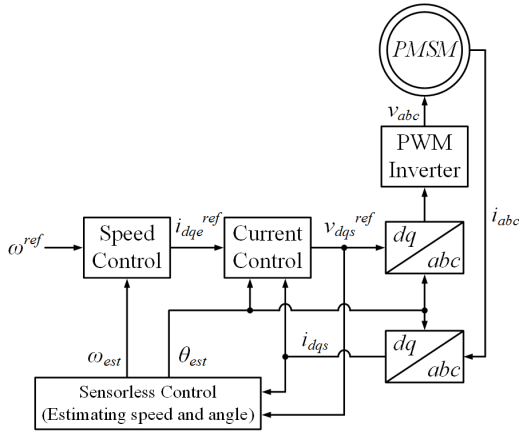 PMSM
v_abc
PWM
Inverter
i_abc
ω^ref
Speed
Control
i_dqe^ref
Current
Control
v_dqs^ref
dq
abc
ω_est
θ_est
i_dqs
dq
abc
Sensorless Control
(Estimating speed and angle)